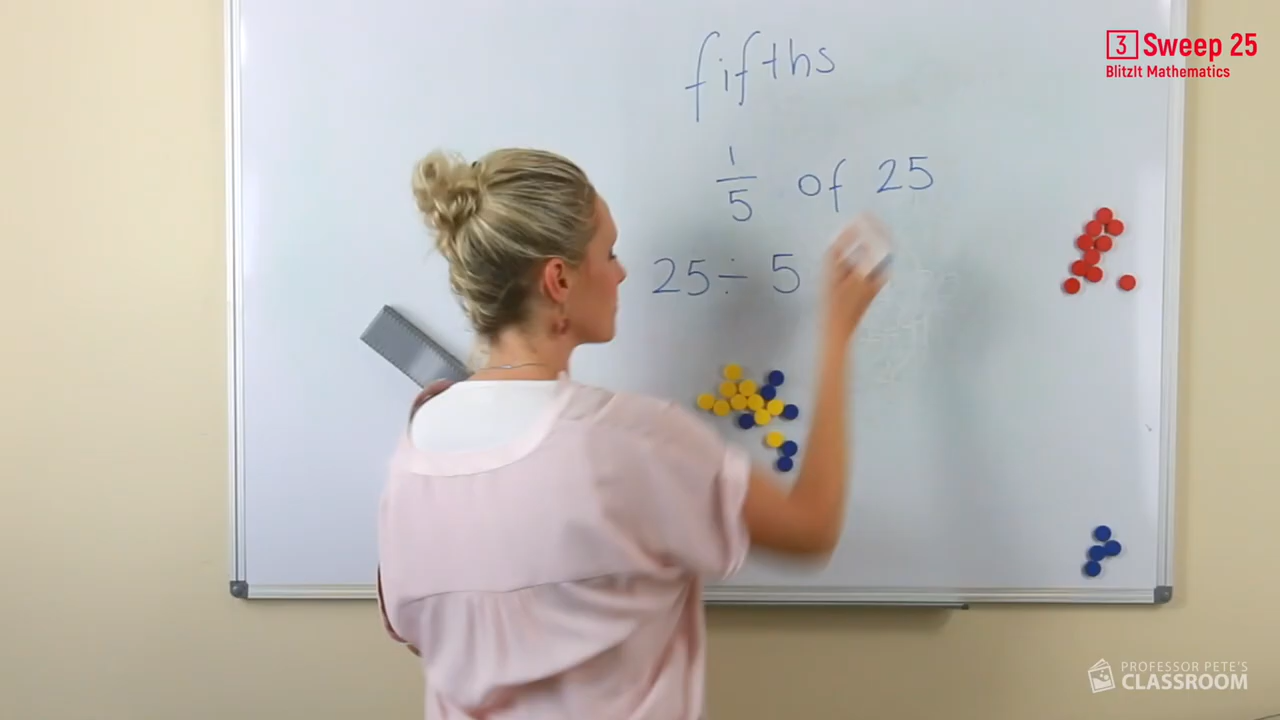 3 Sweep 25
BlitzIt Mathematics
fifths
1/5 of 25
25 ÷ 5
PROFESSOR PETE'S
CLASSROOM